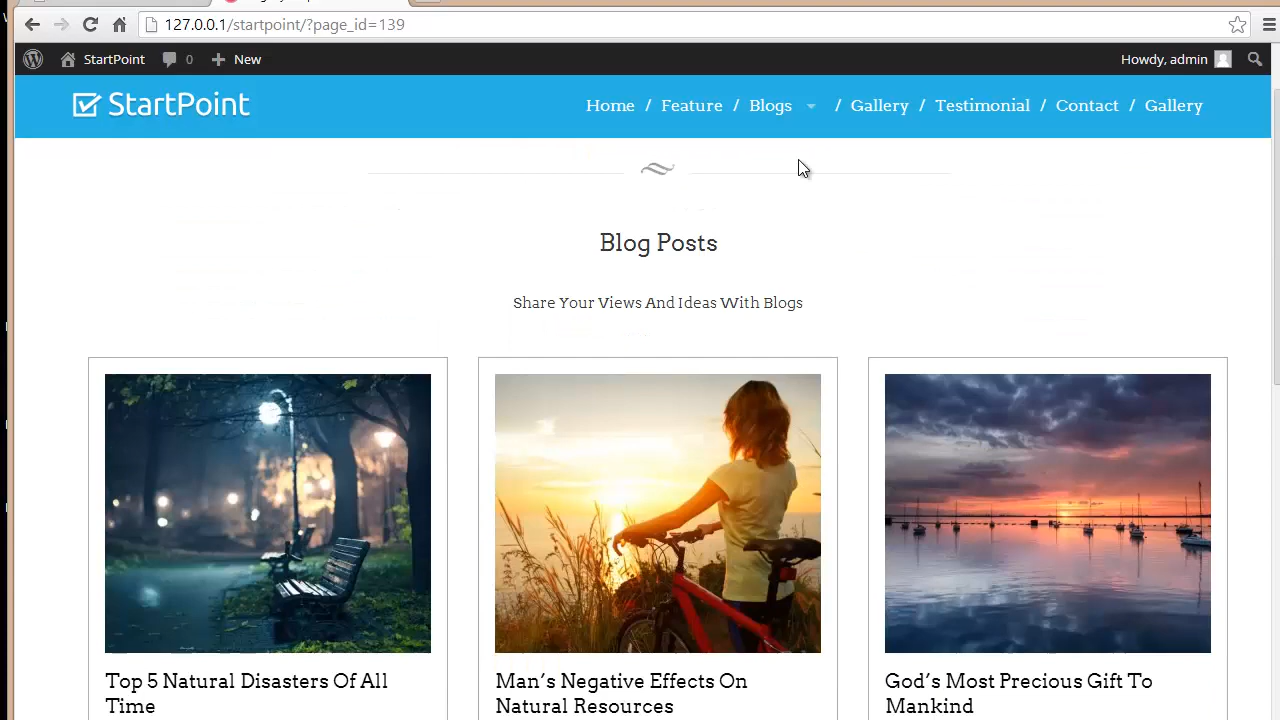 127.0.0.1/startpoint/?page_id=139
StartPoint 0 New Howdy, admin
StartPoint Home / Feature / Blogs / Gallery / Testimonial / Contact / Gallery
Blog Posts
Share Your Views And Ideas With Blogs
Top 5 Natural Disasters Of All
Time
Man's Negative Effects On
Natural Resources
God's Most Precious Gift To
Mankind